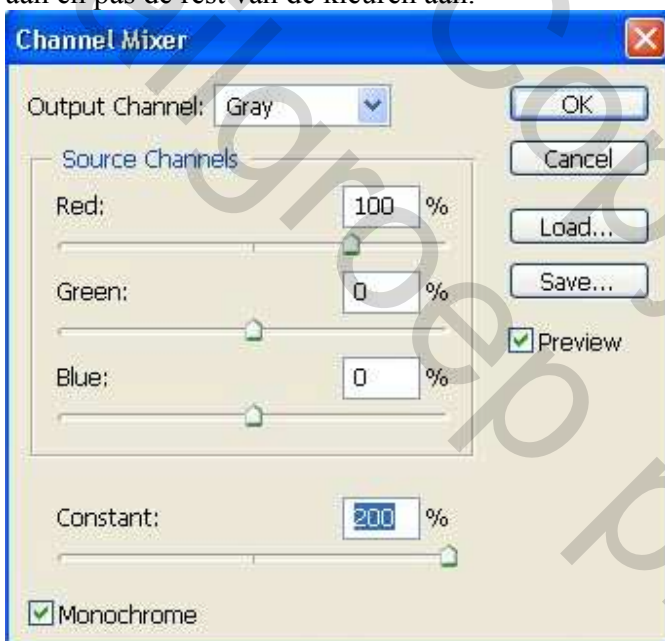 aan en pas de rest van de kleuren aan.
Channel Mixer
Output Channel: Gray
OK
Source Channels
Cancel
Red: 100 %
Load...
Green: 0 %
Save...
Preview
Blue: 0 %
Constant: 200 %
Monochrome